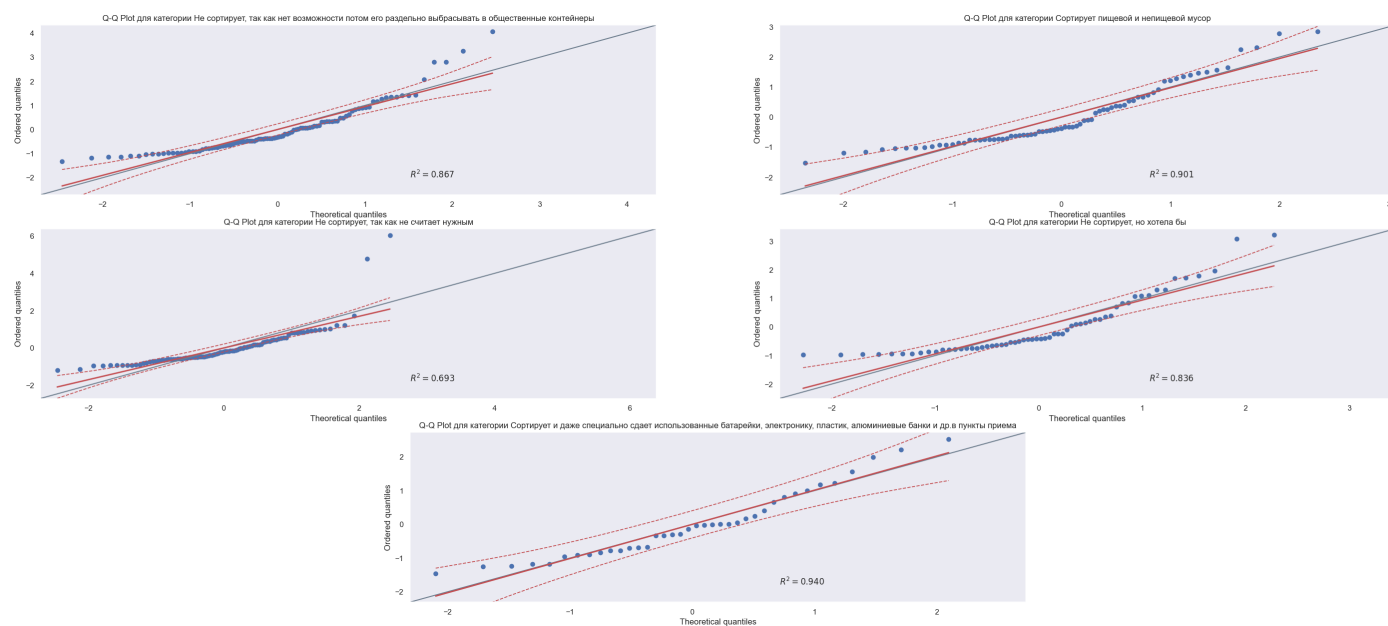 Q-Q Plot для категории Не сортирует, так как нет возможности потом его раздельно выбрасывать в общественные контейнеры
4
3
2
1
0
−1
−2
Ordered quantiles
R² = 0.867
−2
−1
0
1
2
3
4
Theoretical quantiles
Q-Q Plot для категории Сортирует пищевой и непищевой мусор
3
2
1
0
−1
−2
Ordered quantiles
R² = 0.901
−2
−1
0
1
2
3
Theoretical quantiles
Q-Q Plot для категории Не сортирует, так как не считает нужным
6
4
2
0
−2
Ordered quantiles
R² = 0.693
−2
0
2
4
6
Theoretical quantiles
Q-Q Plot для категории Не сортирует, но хотела бы
3
2
1
0
−1
−2
Ordered quantiles
R² = 0.836
−2
−1
0
1
2
3
Theoretical quantiles
Q-Q Plot для категории Сортирует и даже специально сдает использованные батарейки, электронику, пластик, алюминиевые банки и др.в пункты приема
2
1
0
−1
−2
Ordered quantiles
R² = 0.940
−2
−1
0
1
2
Theoretical quantiles